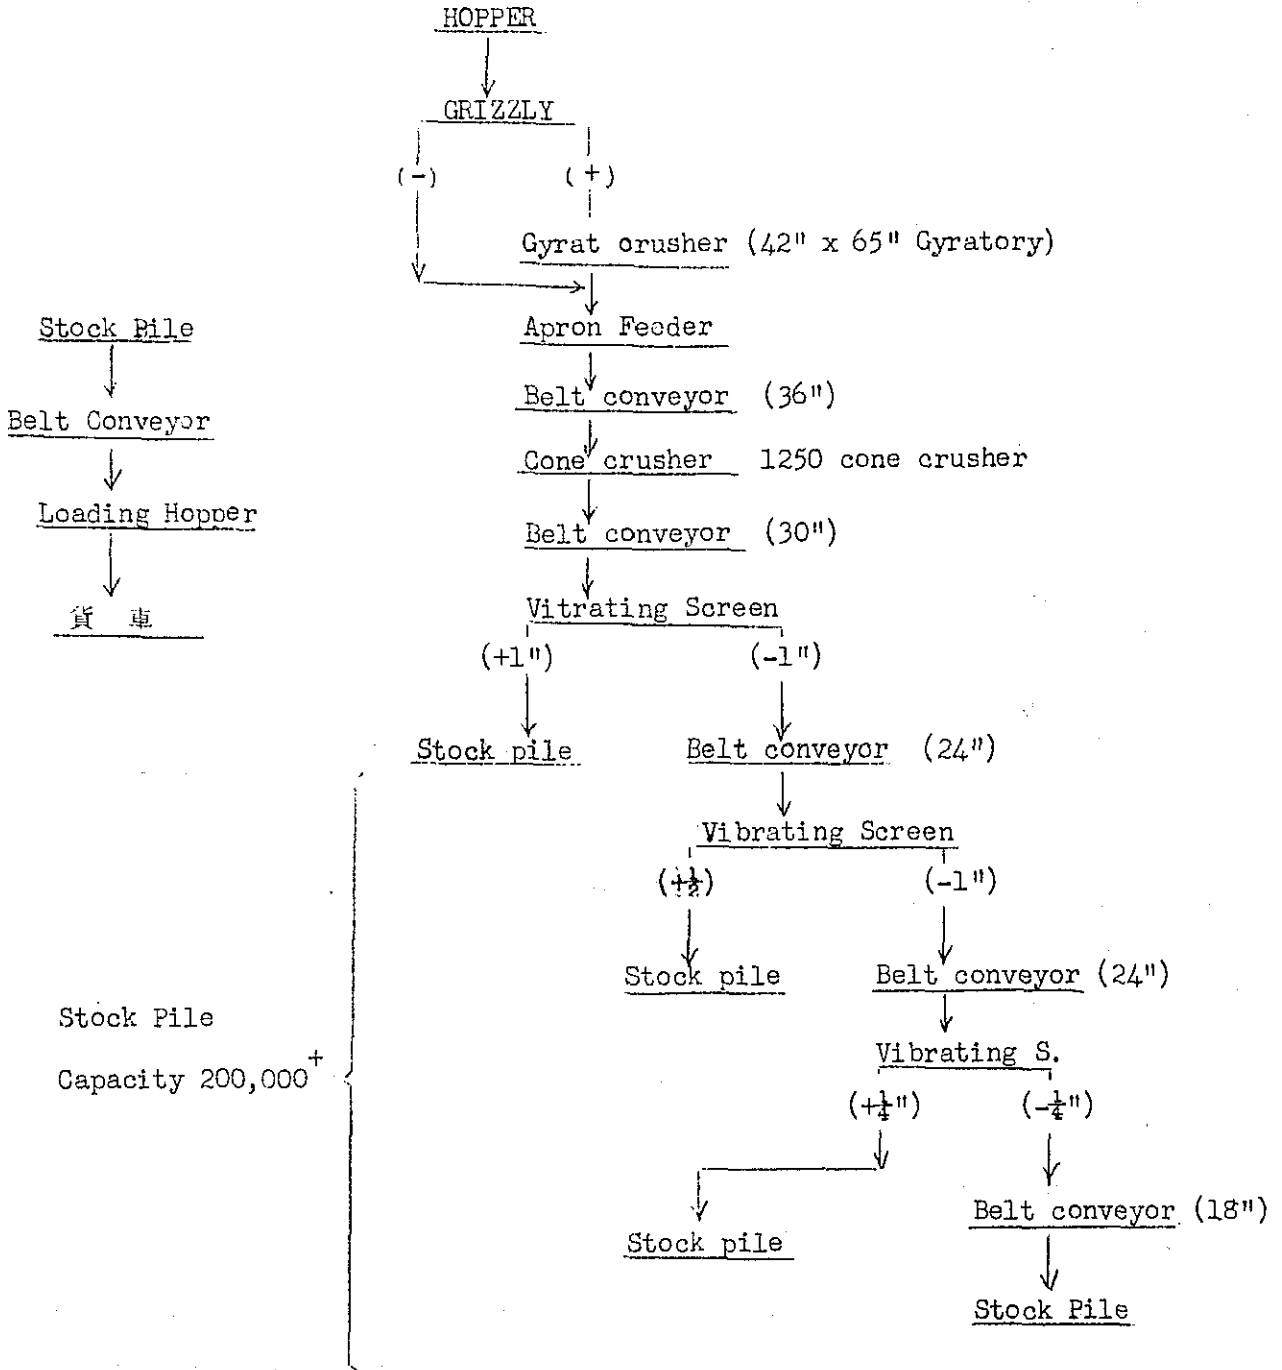 HOPPER
GRIZZLY
(-) (+)
Gyrat crusher (42" x 65" Gyratory)
Apron Feeder
Belt conveyor (36")
Cone crusher 1250 cone crusher
Belt conveyor (30")
Vitrating Screen
(+1") (-1")
Stock pile Belt conveyor (24")
Vibrating Screen
(+½) (-1")
Stock pile Belt conveyor (24")
Vibrating S.
(+¼") (-¼")
Stock pile Belt conveyor (18")
Stock Pile
Stock Pile
Belt Conveyor
Loading Hopper
貨車
Stock Pile
Capacity 200,000+